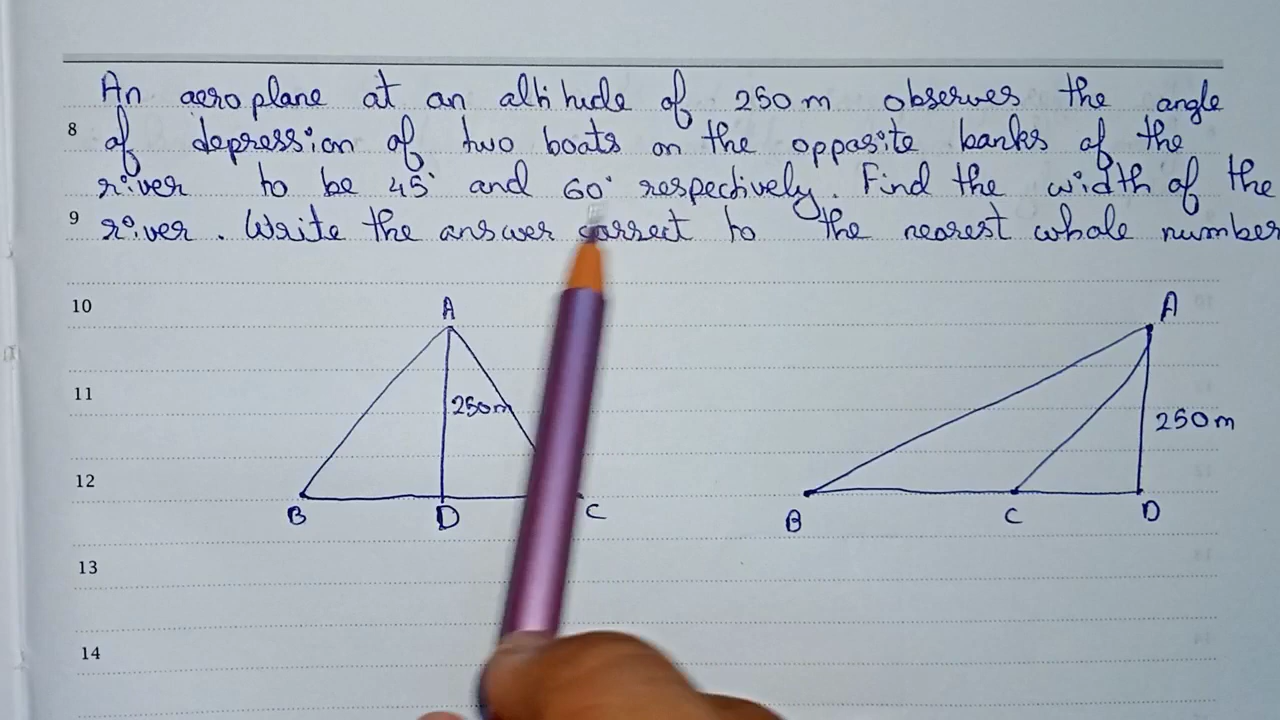 An aeroplane at an altitude of 250 m observes the angle
8 of depression of two boats on the opposite banks of the
river to be 45° and 60° respectively. Find the width of the
9 river. Write the answer correct to the nearest whole number
10 A A
11 250m 250m
12 B D C B C D
13
14